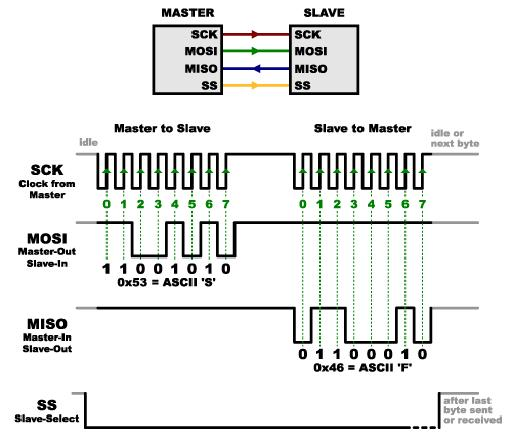 MASTER SLAVE
SCK SCK
MOSI MOSI
MISO MISO
SS SS
Master to Slave Slave to Master
idle idle or
next byte
SCK
Clock from
Master
0 1 2 3 4 5 6 7 0 1 2 3 4 5 6 7
MOSI
Master-Out
Slave-In
1 1 0 0 1 0 1 0
0x53 = ASCII 'S'
MISO
Master-In
Slave-Out
0 1 1 0 0 0 1 0
0x46 = ASCII 'F'
SS
Slave-Select
after last
byte sent
or received